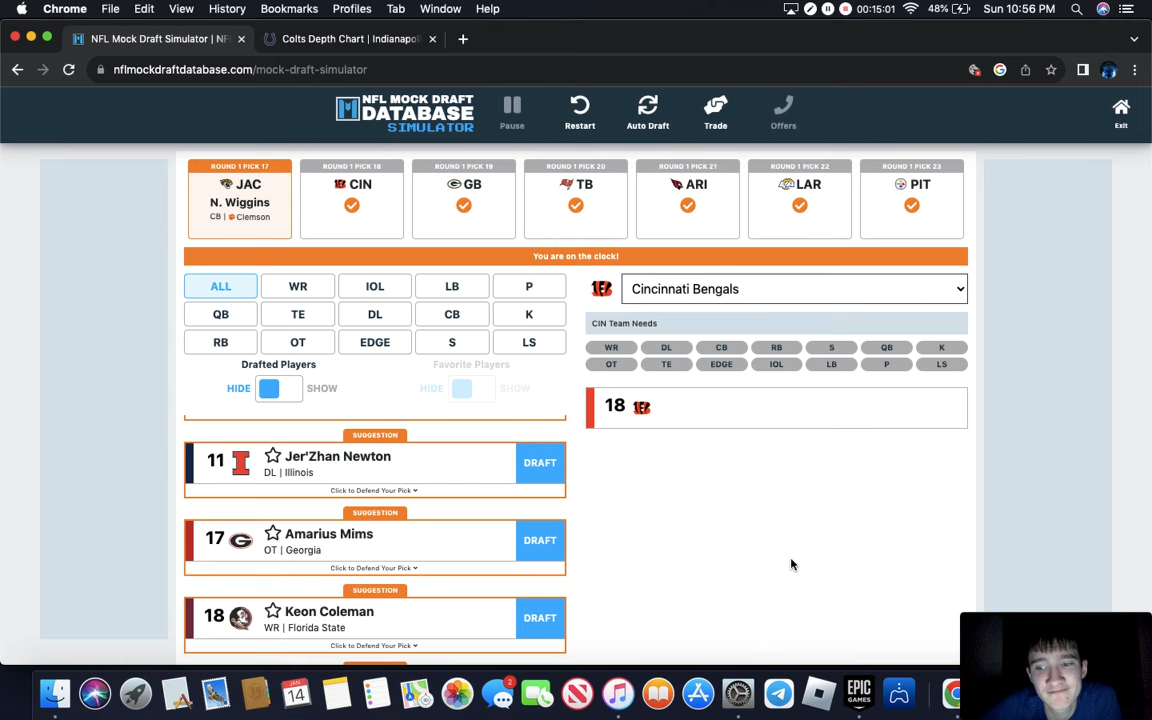 Chrome File Edit View History Bookmarks Profiles Tab Window Help 00:15:01 48% Sun 10:56 PM
NFL Mock Draft Simulator | NF Colts Depth Chart | Indianapol
nflmockdraftdatabase.com/mock-draft-simulator
NFL MOCK DRAFT
DATABASE
SIMULATOR
Pause Restart Auto Draft Trade Offers Exit
ROUND 1 PICK 17 ROUND 1 PICK 18 ROUND 1 PICK 19 ROUND 1 PICK 20 ROUND 1 PICK 21 ROUND 1 PICK 22 ROUND 1 PICK 23
JAC CIN GB TB ARI LAR PIT
N. Wiggins
CB | Clemson
You are on the clock!
ALL WR IOL LB P
QB TE DL CB K
RB OT EDGE S LS
Drafted Players Favorite Players
HIDE SHOW HIDE SHOW
SUGGESTION
11 Jer'Zhan Newton DRAFT
DL | Illinois
Click to Defend Your Pick
SUGGESTION
17 Amarius Mims DRAFT
OT | Georgia
Click to Defend Your Pick
SUGGESTION
18 Keon Coleman DRAFT
WR | Florida State
Click to Defend Your Pick
Cincinnati Bengals
CIN Team Needs
WR DL CB RB S QB K
OT TE EDGE IOL LB P LS
18
JAN
14
2
EPIC
GAMES